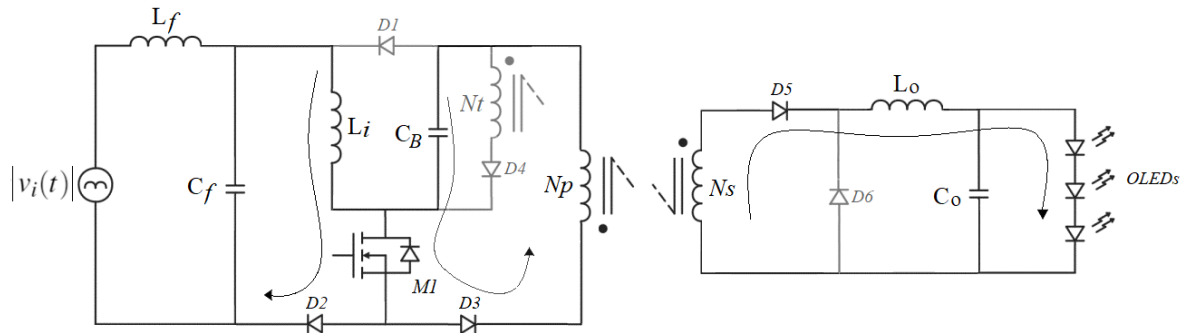 Lf
D1
Nt
Li
CB
D4
|vi(t)|
Cf
Np
M1
D2
D3
D5
Lo
Ns
D6
Co
OLEDs